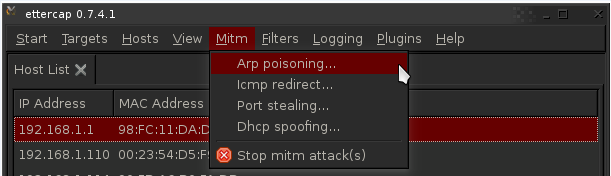 ettercap 0.7.4.1
Start Targets Hosts View Mitm Filters Logging Plugins Help
Host List
Arp poisoning...
Icmp redirect...
Port stealing...
Dhcp spoofing...
Stop mitm attack(s)
IP Address MAC Address
192.168.1.1 98:FC:11:DA:D
192.168.1.110 00:23:54:D5:F